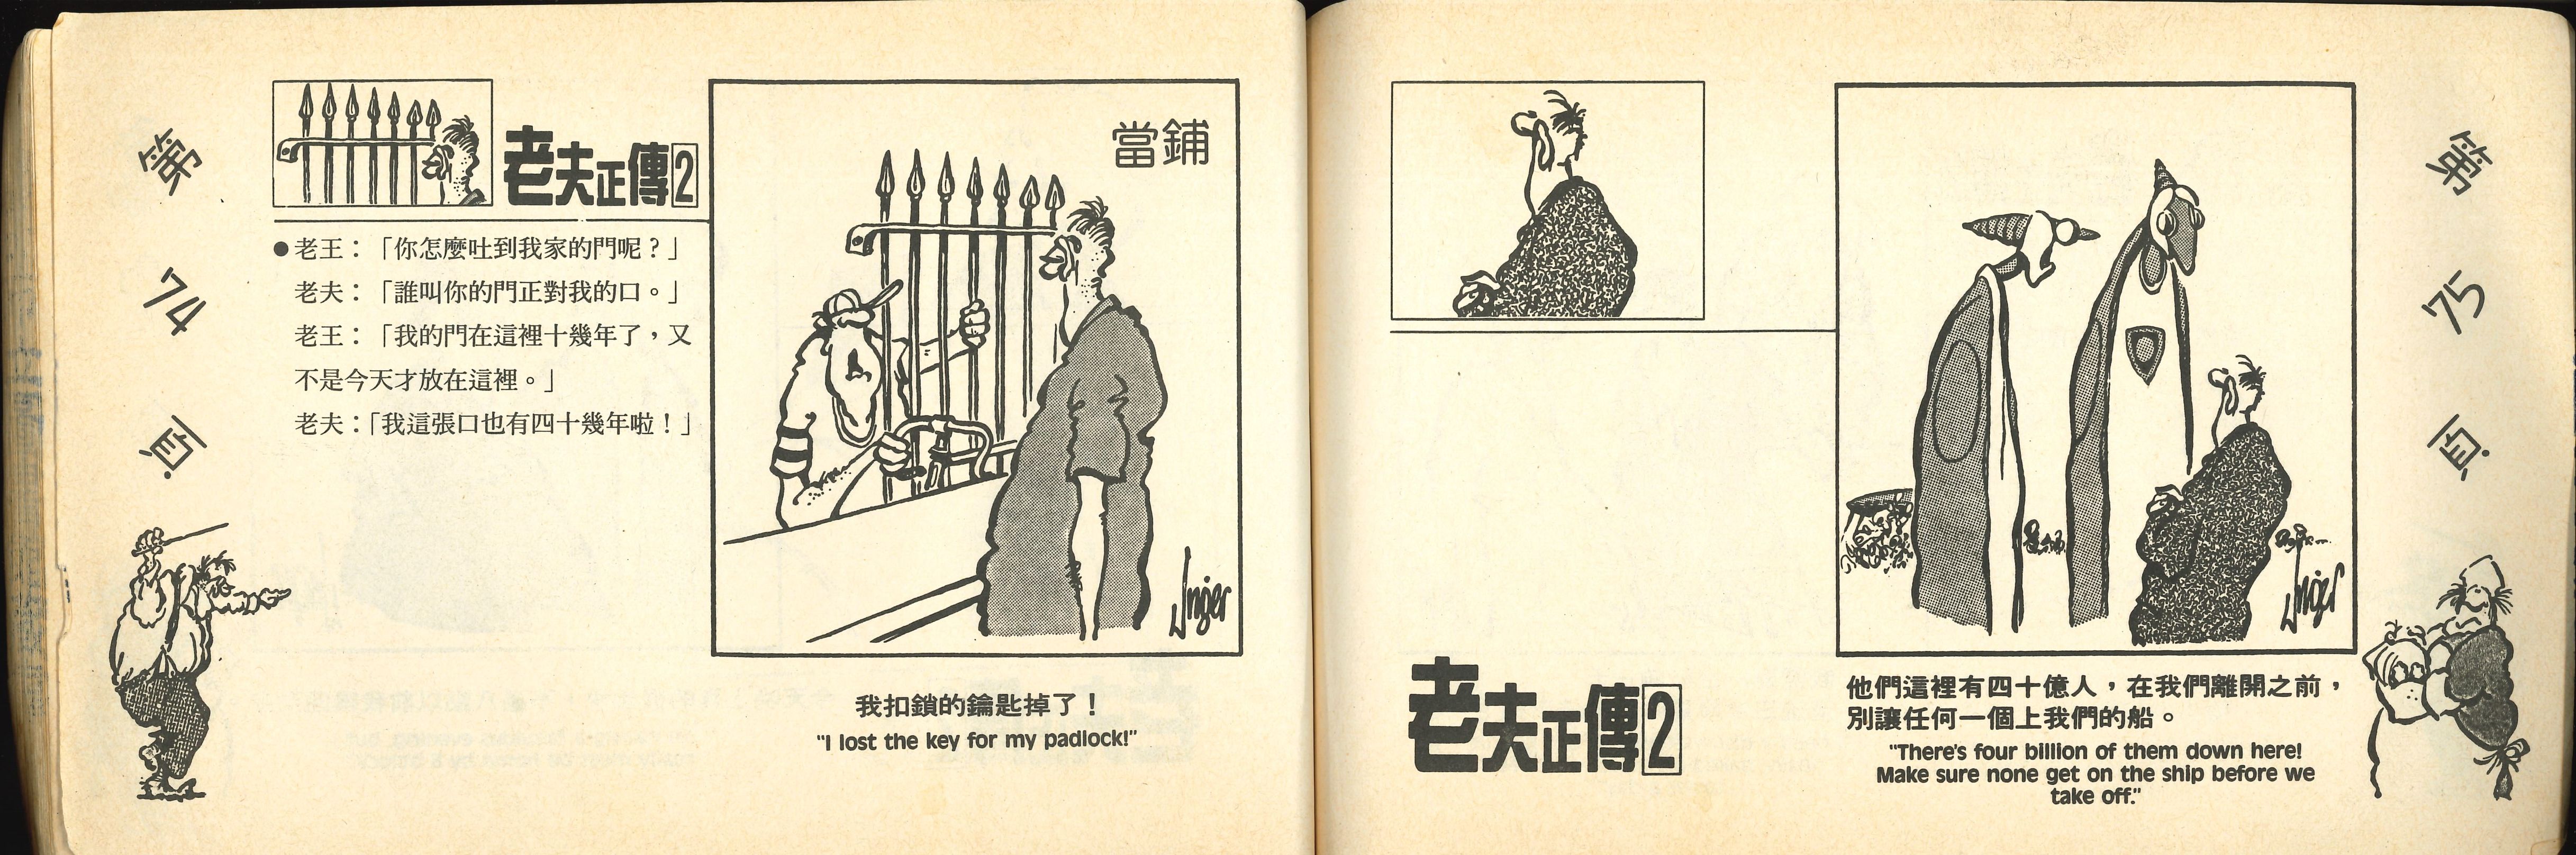 第74頁
老夫正傳2
●老王：「你怎麼吐到我家的門呢？」
老夫：「誰叫你的門正對我的口。」
老王：「我的門在這裡十幾年了，又
不是今天才放在這裡。」
老夫：「我這張口也有四十幾年啦！」
當鋪
Unger
我扣鎖的鑰匙掉了！
"I lost the key for my padlock!"
第75頁
老夫正傳2
Unger
他們這裡有四十億人，在我們離開之前，
別讓任何一個上我們的船。
"There's four billion of them down here!
Make sure none get on the ship before we
take off."